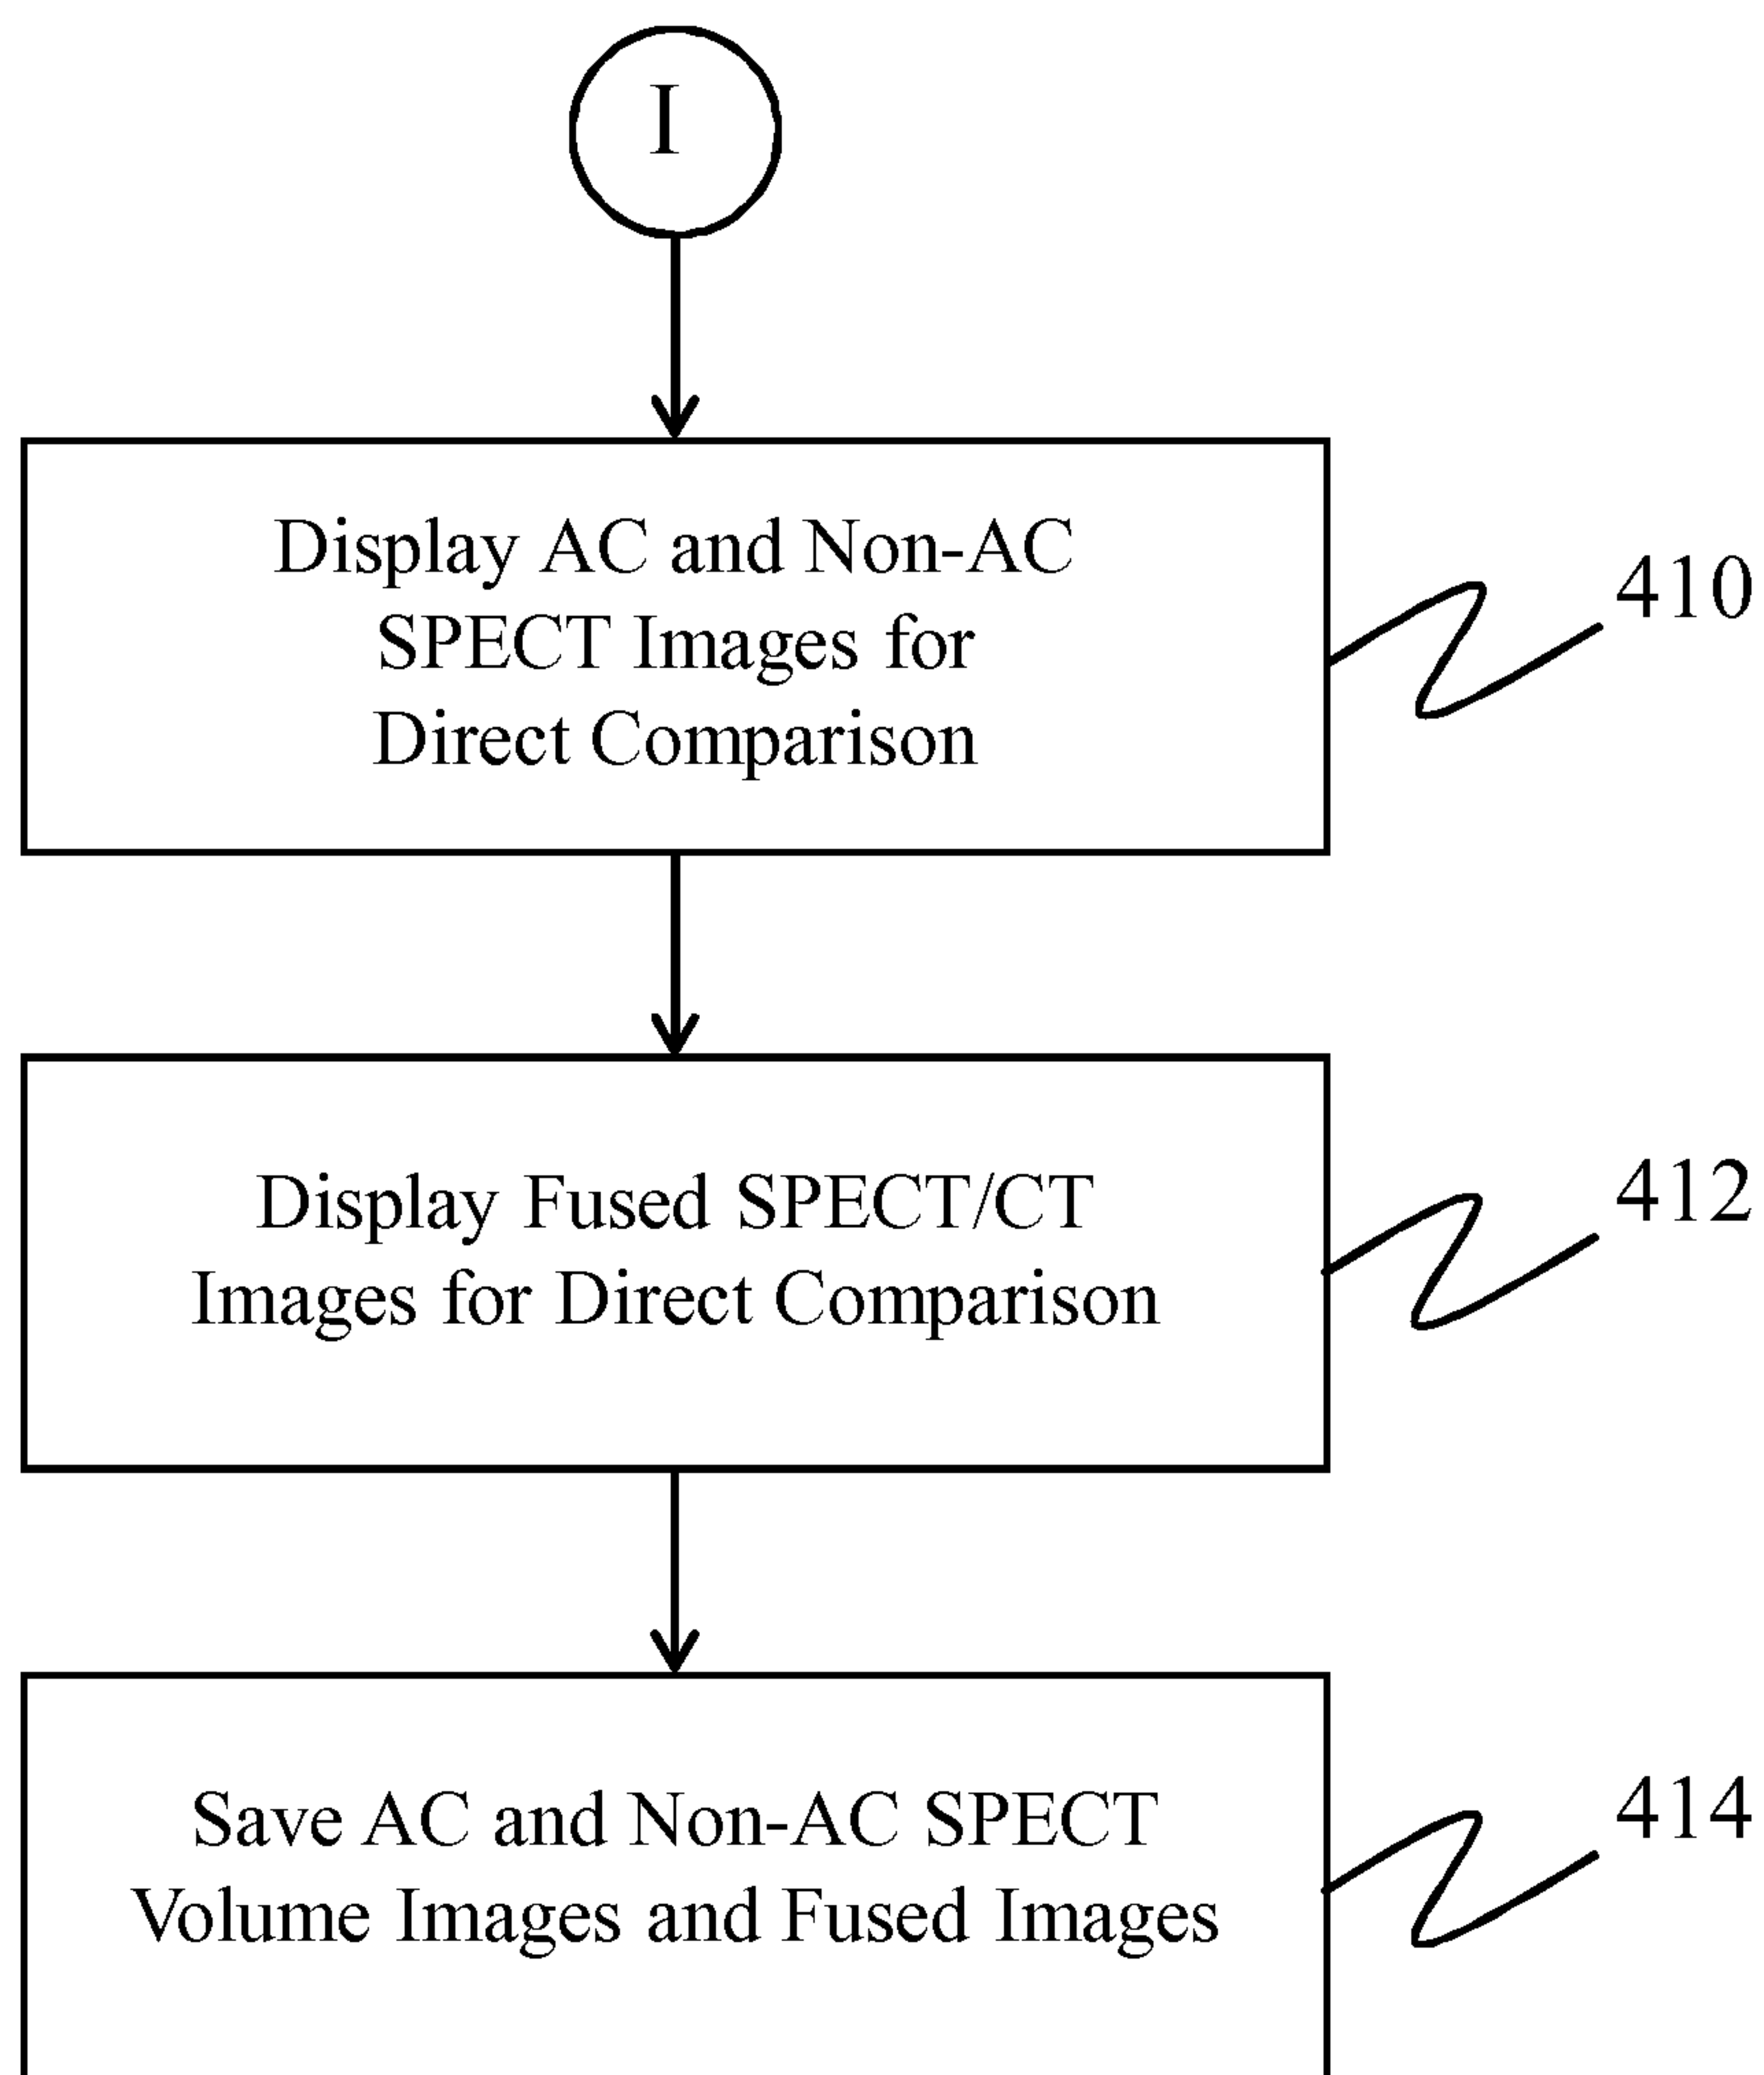 I
Display AC and Non-AC
SPECT Images for
Direct Comparison
410
Display Fused SPECT/CT
Images for Direct Comparison
412
Save AC and Non-AC SPECT
Volume Images and Fused Images
414